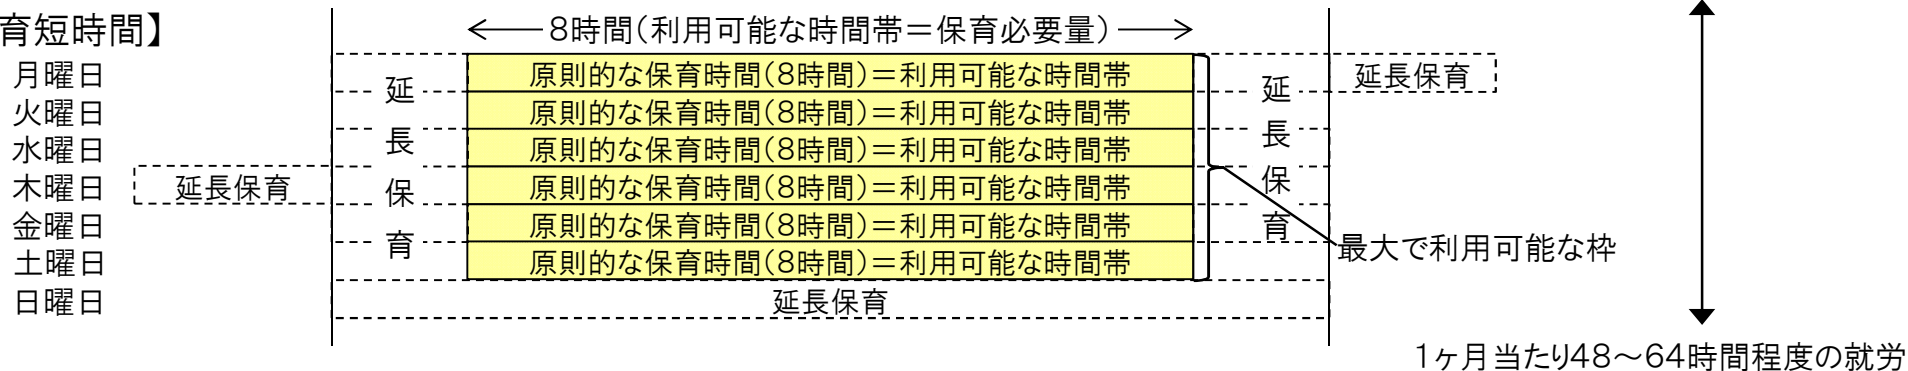 育短時間】
8時間(利用可能な時間帯＝保育必要量)
月曜日 原則的な保育時間(8時間)＝利用可能な時間帯 延長保育
火曜日 原則的な保育時間(8時間)＝利用可能な時間帯
水曜日 原則的な保育時間(8時間)＝利用可能な時間帯
木曜日 延長保育 原則的な保育時間(8時間)＝利用可能な時間帯
金曜日 原則的な保育時間(8時間)＝利用可能な時間帯
土曜日 原則的な保育時間(8時間)＝利用可能な時間帯
日曜日 延長保育
延長保育
延長保育
最大で利用可能な枠
1ヶ月当たり48～64時間程度の就労